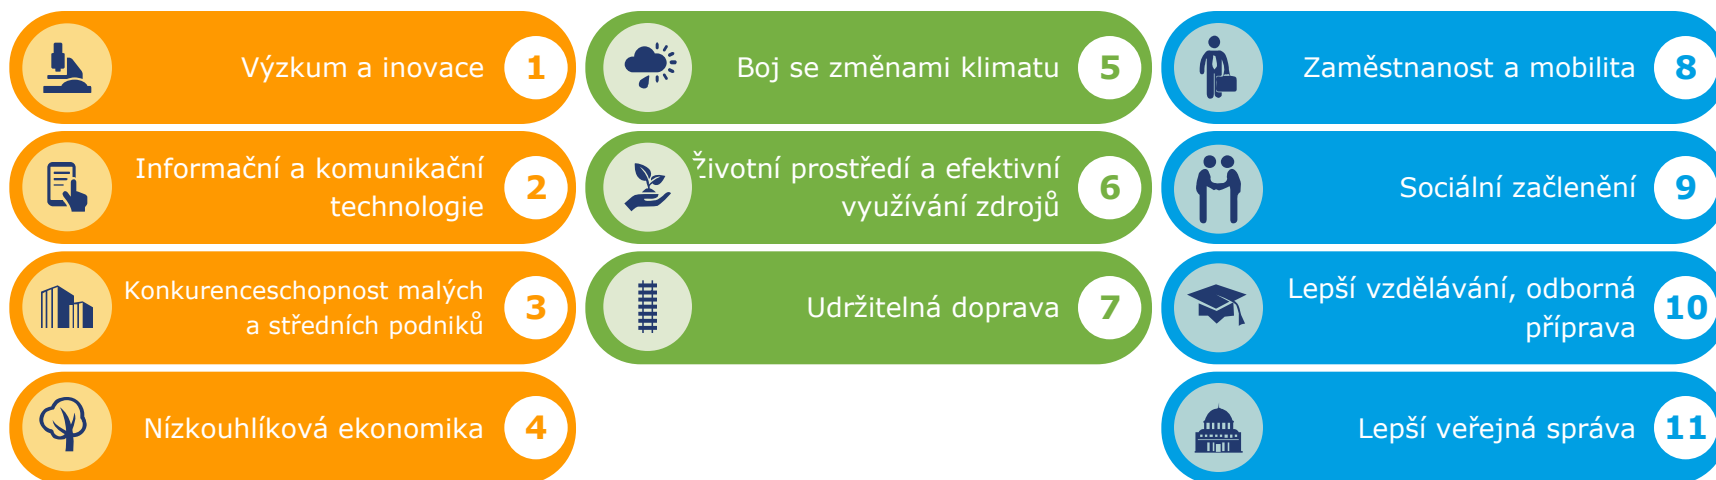 Výzkum a inovace
1
Informační a komunikační
technologie
2
Konkurenceschopnost malých
a středních podniků
3
Nízkouhlíková ekonomika
4
Boj se změnami klimatu
5
Životní prostředí a efektivní
využívání zdrojů
6
Udržitelná doprava
7
Zaměstnanost a mobilita
8
Sociální začlenění
9
Lepší vzdělávání, odborná
příprava
10
Lepší veřejná správa
11